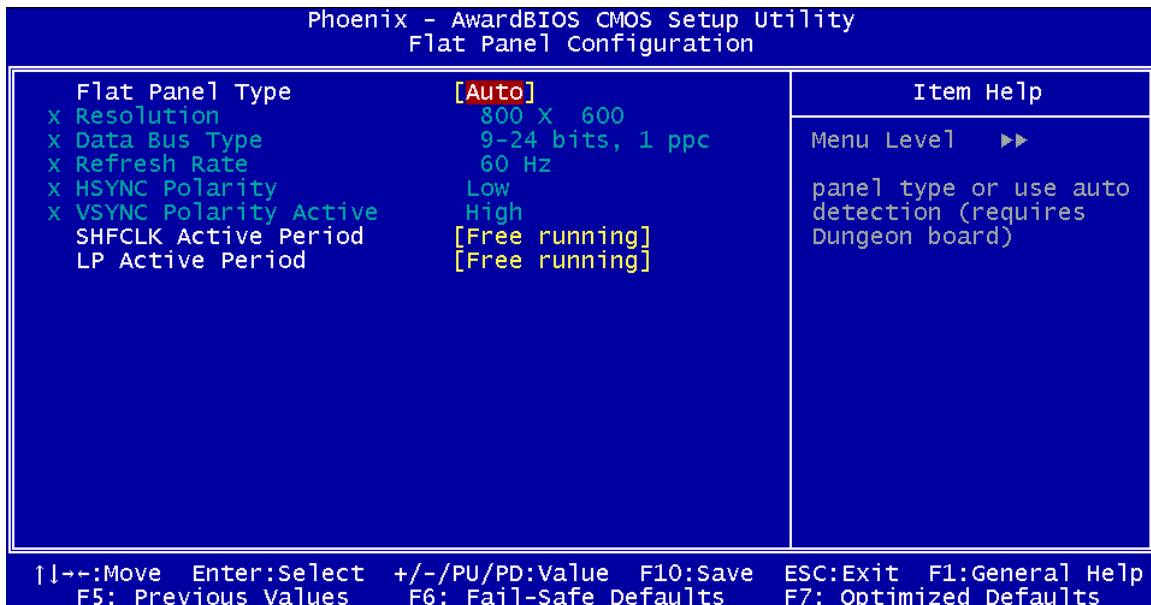 Phoenix - AwardBIOS CMOS Setup Utility
Flat Panel Configuration
Flat Panel Type [Auto]
x Resolution 800 X 600
x Data Bus Type 9-24 bits, 1 ppc
x Refresh Rate 60 Hz
x HSYNC Polarity Low
x VSYNC Polarity Active High
SHFCLK Active Period [Free running]
LP Active Period [Free running]
Item Help
Menu Level ▶▶
panel type or use auto
detection (requires
Dungeon board)
↑↓→←:Move Enter:Select +/-/PU/PD:Value F10:Save ESC:Exit F1:General Help
F5: Previous Values F6: Fail-Safe Defaults F7: Optimized Defaults